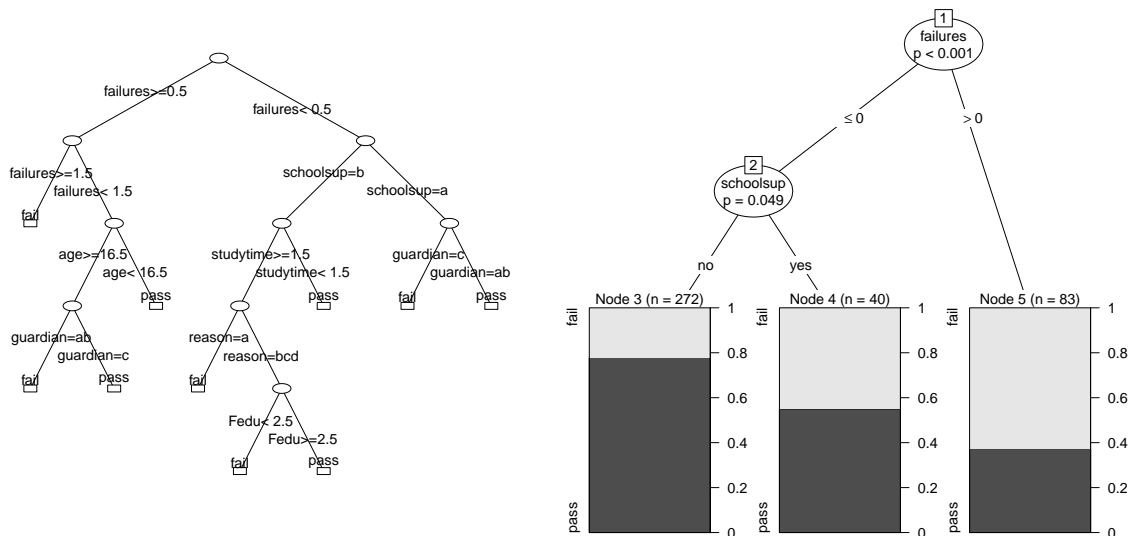 failures>=0.5
failures< 0.5
failures>=1.5
failures< 1.5
schoolsup=b
schoolsup=a
fail
age>=16.5
age< 16.5
studytime>=1.5
studytime< 1.5
guardian=c
guardian=ab
pass
pass
fail
pass
guardian=ab
guardian=c
reason=a
reason=bcd
fail
pass
fail
Fedu< 2.5
Fedu>=2.5
fail
pass
1
failures
p < 0.001
≤ 0
> 0
2
schoolsup
p = 0.049
no
yes
Node 3 (n = 272)
fail
pass
1
0.8
0.6
0.4
0.2
0
Node 4 (n = 40)
fail
pass
1
0.8
0.6
0.4
0.2
0
Node 5 (n = 83)
fail
pass
1
0.8
0.6
0.4
0.2
0